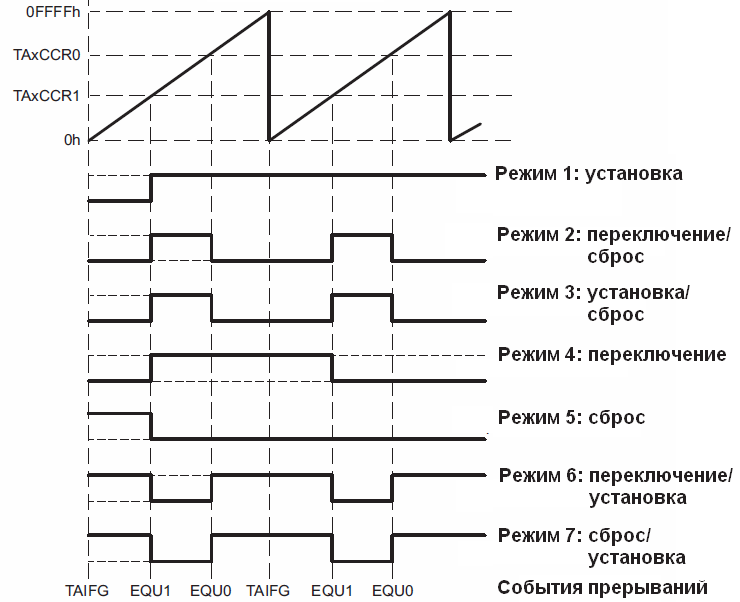 0FFFFh
TAxCCR0
TAxCCR1
0h
Режим 1: установка
Режим 2: переключение/
сброс
Режим 3: установка/
сброс
Режим 4: переключение
Режим 5: сброс
Режим 6: переключение/
установка
Режим 7: сброс/
установка
TAIFG EQU1 EQU0 TAIFG EQU1 EQU0 События прерываний